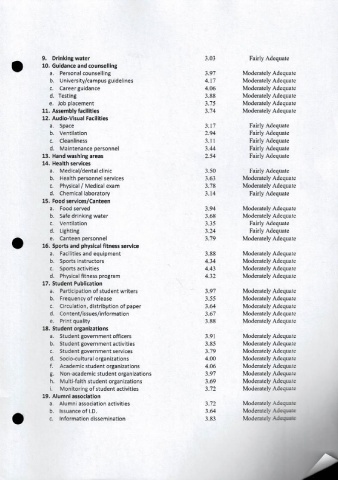 9. Drinking water 3.03 Fairly Adequate
10. Guidance and counselling
a. Personal counselling 3.97 Moderately Adequate
b. University/campus guidelines 4.17 Moderately Adequate
c. Career guidance 4.06 Moderately Adequate
d. Testing 3.88 Moderately Adequate
e. Job placement 3.75 Moderately Adequate
11. Assembly facilities 3.74 Moderately Adequate
12. Audio-Visual Facilities
a. Space 3.17 Fairly Adequate
b. Ventilation 2.94 Fairly Adequate
c. Cleanliness 3.11 Fairly Adequate
d. Maintenance personnel 3.44 Fairly Adequate
13. Hand washing areas 2.54 Fairly Adequate
14. Health services
a. Medical/dental clinic 3.50 Fairly Adequate
b. Health personnel services 3.63 Moderately Adequate
c. Physical / Medical exam 3.78 Moderately Adequate
d. Chemical laboratory 3.14 Fairly Adequate
15. Food services/Canteen
a. Food served 3.94 Moderately Adequate
b. Safe drinking water 3.68 Moderately Adequate
c. Ventilation 3.35 Fairly Adequate
d. Lighting 3.24 Fairly Adequate
e. Canteen personnel 3.79 Moderately Adequate
16. Sports and physical fitness service
a. Facilities and equipment 3.88 Moderately Adequate
b. Sports instructors 4.34 Moderately Adequate
c. Sports activities 4.43 Moderately Adequate
d. Physical fitness program 4.32 Moderately Adequate
17. Student Publication
a. Participation of student writers 3.97 Moderately Adequate
b. Frequency of release 3.55 Moderately Adequate
c. Circulation, distribution of paper 3.64 Moderately Adequate
d. Content/issues/information 3.67 Moderately Adequate
e. Print quality 3.88 Moderately Adequate
18. Student organizations
a. Student government officers 3.91 Moderately Adequate
b. Student government activities 3.85 Moderately Adequate
c. Student government services 3.79 Moderately Adequate
d. Socio-cultural organizations 4.00 Moderately Adequate
f. Academic student organizations 4.06 Moderately Adequate
g. Non-academic student organizations 3.97 Moderately Adequate
h. Multi-faith student organizations 3.69 Moderately Adequate
i. Monitoring of student activities 3.72 Moderately Adequate
19. Alumni association
a. Alumni association activities 3.72 Moderately Adequate
b. Issuance of I.D. 3.64 Moderately Adequate
c. Information dissemination 3.83 Moderately Adequate